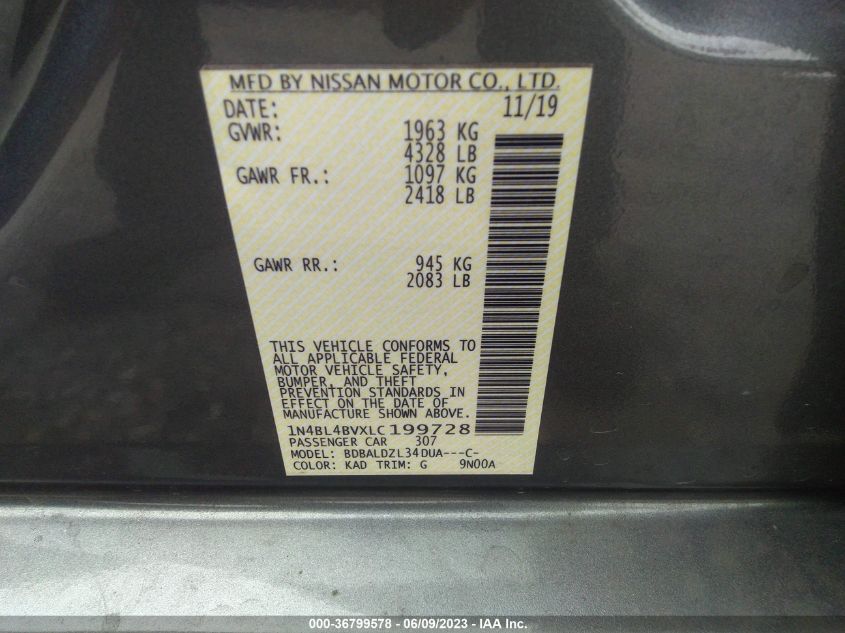 MFD BY NISSAN MOTOR CO., LTD.
DATE: 11/19
GVWR: 1963 KG
4328 LB
GAWR FR.: 1097 KG
2418 LB
GAWR RR.: 945 KG
2083 LB
THIS VEHICLE CONFORMS TO
ALL APPLICABLE FEDERAL
MOTOR VEHICLE SAFETY,
BUMPER, AND THEFT
PREVENTION STANDARDS IN
EFFECT ON THE DATE OF
MANUFACTURE SHOWN ABOVE.
1N4BL4BVXLC199728
PASSENGER CAR 307
MODEL: BDBALDZL34DUA---C-
COLOR: KAD TRIM: G 9N00A
000-36799578 - 06/09/2023 - IAA Inc.